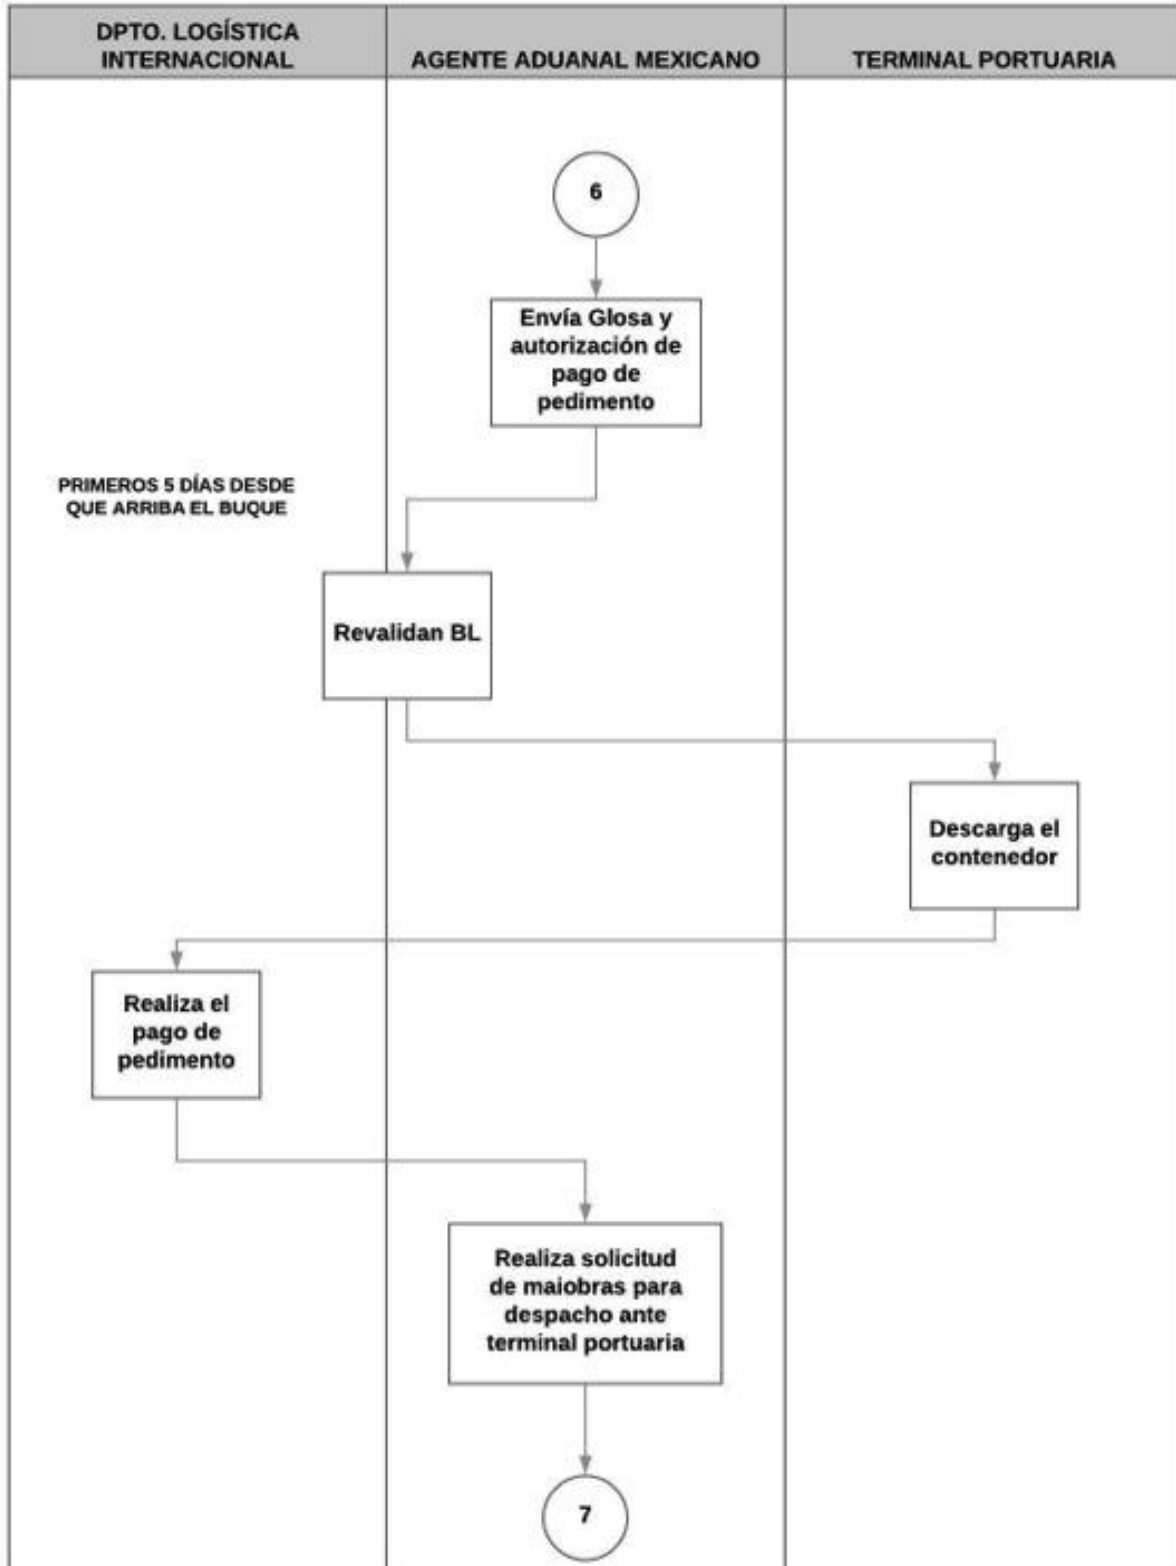 DPTO. LOGÍSTICA
INTERNACIONAL
AGENTE ADUANAL MEXICANO
TERMINAL PORTUARIA
6
Envía Glosa y
autorización de
pago de
pedimento
PRIMEROS 5 DÍAS DESDE
QUE ARRIBA EL BUQUE
Revalidan BL
Descarga el
contenedor
Realiza el
pago de
pedimento
Realiza solicitud
de maiobras para
despacho ante
terminal portuaria
7